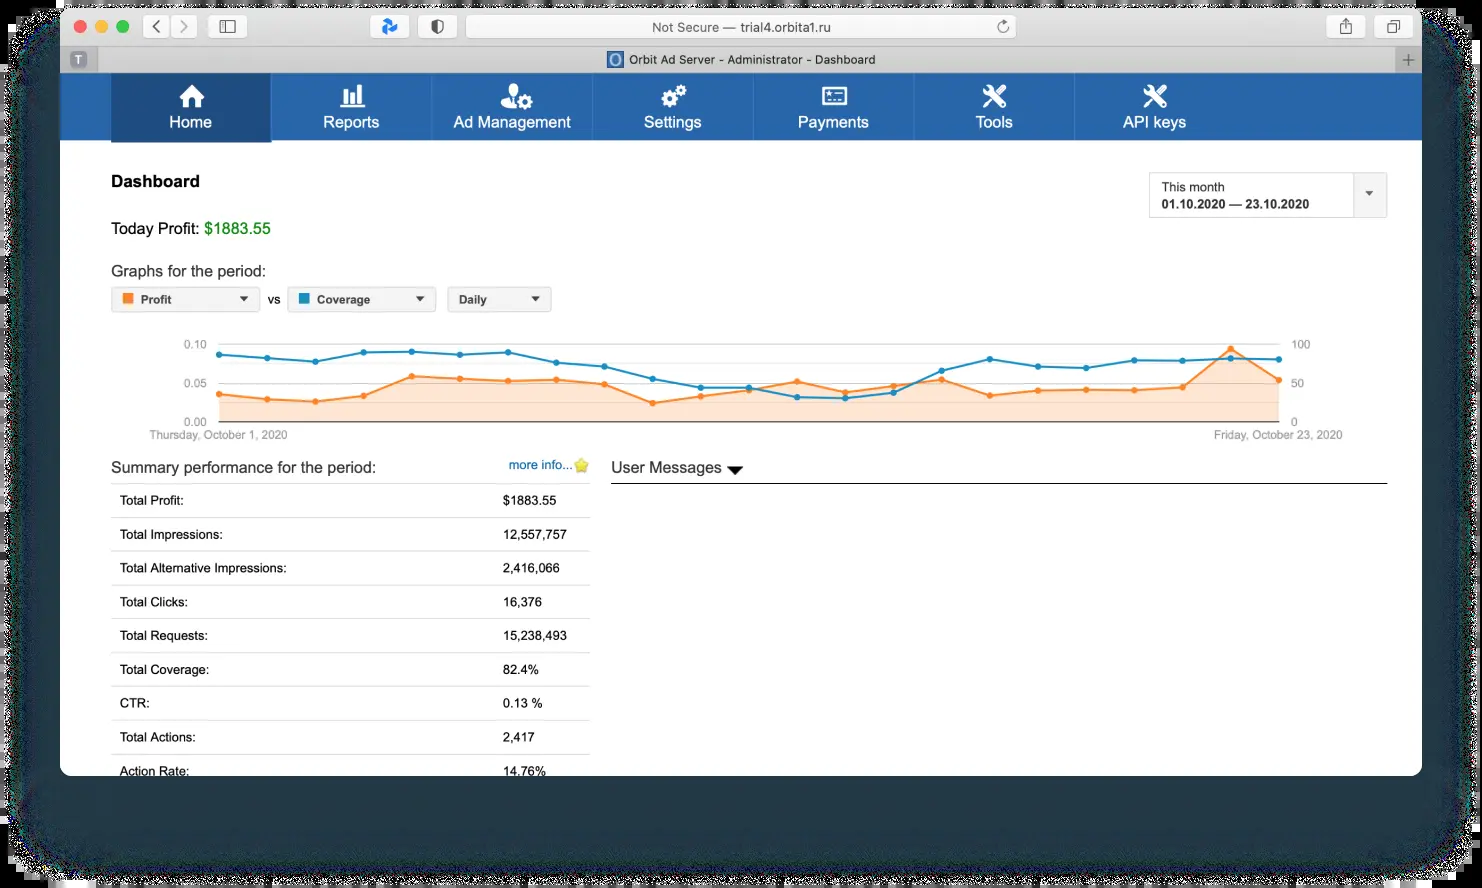 Not Secure — trial4.orbita1.ru
T
Orbit Ad Server - Administrator - Dashboard
Home
Reports
Ad Management
Settings
Payments
Tools
API keys
Dashboard
This month
01.10.2020 — 23.10.2020
Today Profit: $1883.55
Graphs for the period:
Profit vs Coverage Daily
0.10 100
0.05 50
0.00 0
Thursday, October 1, 2020 Friday, October 23, 2020
Summary performance for the period: more info...
User Messages
Total Profit: $1883.55
Total Impressions: 12,557,757
Total Alternative Impressions: 2,416,066
Total Clicks: 16,376
Total Requests: 15,238,493
Total Coverage: 82.4%
CTR: 0.13 %
Total Actions: 2,417
Action Rate: 14.76%